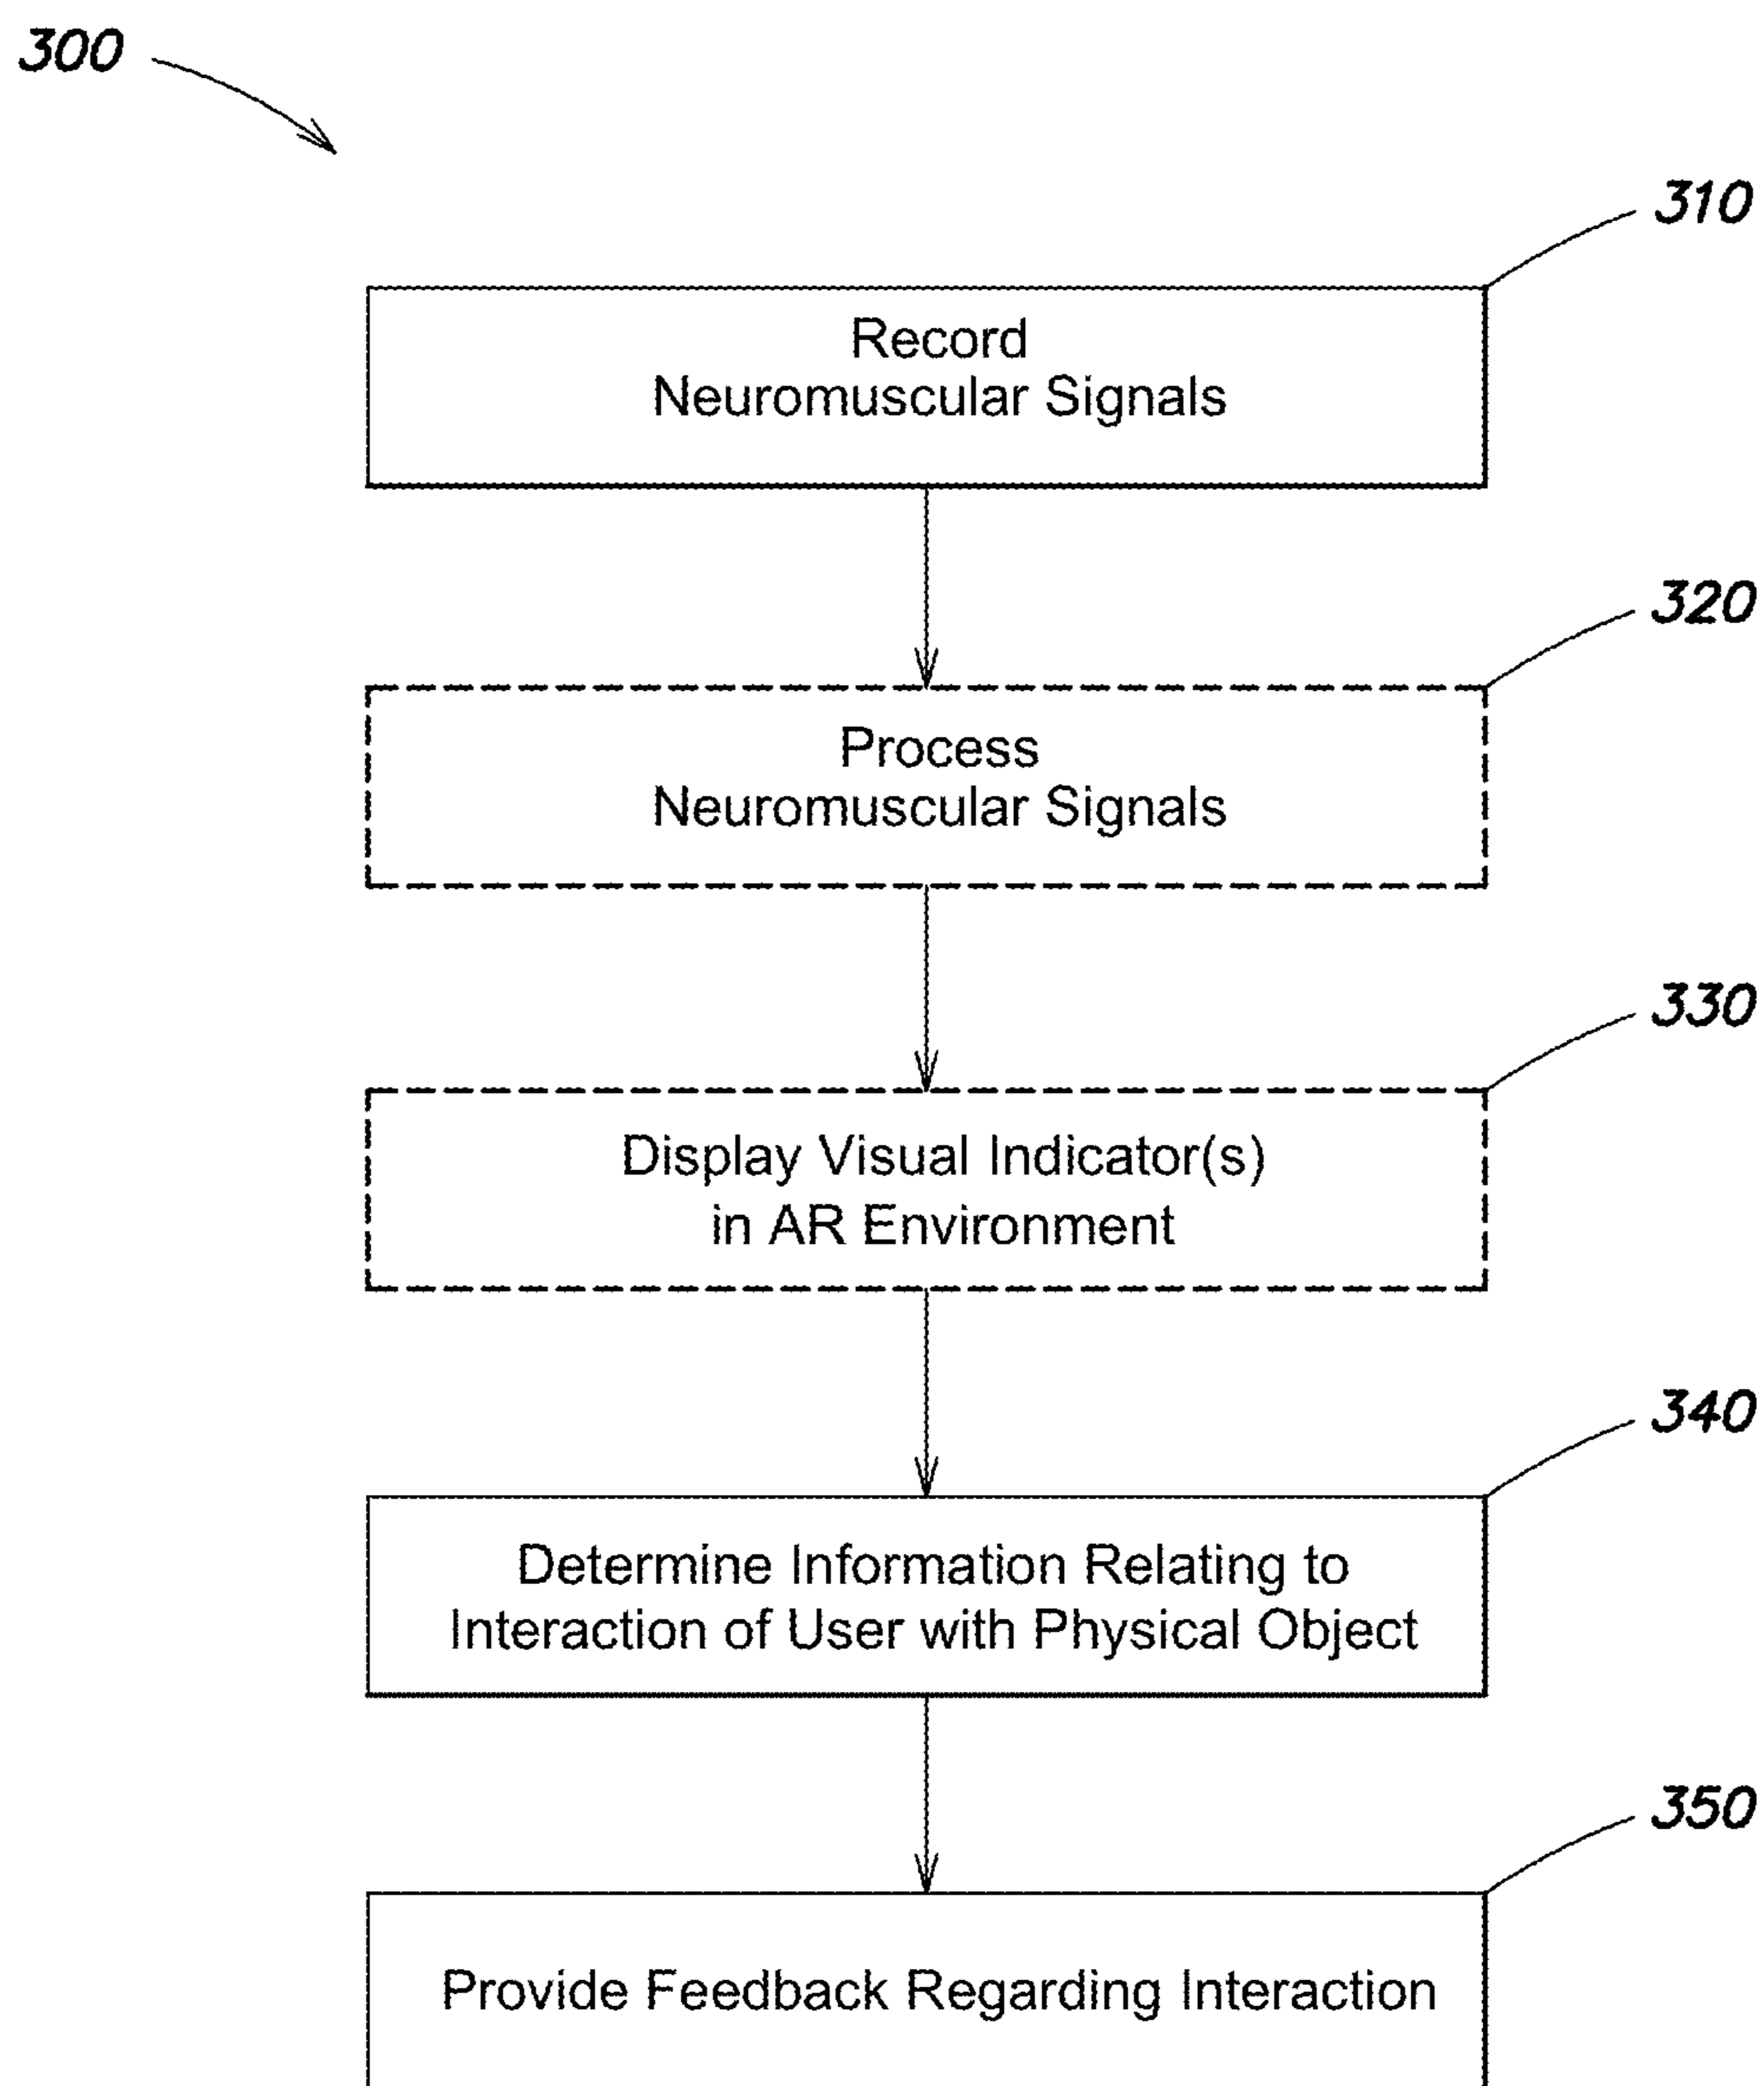 300
310
Record
Neuromuscular Signals
320
Process
Neuromuscular Signals
330
Display Visual Indicator(s)
in AR Environment
340
Determine Information Relating to
Interaction of User with Physical Object
350
Provide Feedback Regarding Interaction